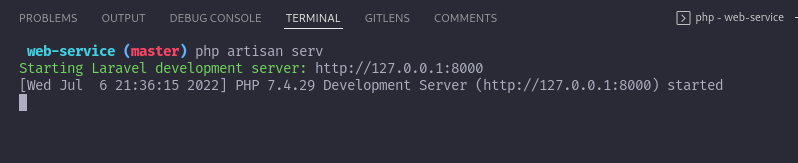 PROBLEMS OUTPUT DEBUG CONSOLE TERMINAL GITLENS COMMENTS php - web-service
web-service (master) php artisan serv
Starting Laravel development server: http://127.0.0.1:8000
[Wed Jul  6 21:36:15 2022] PHP 7.4.29 Development Server (http://127.0.0.1:8000) started